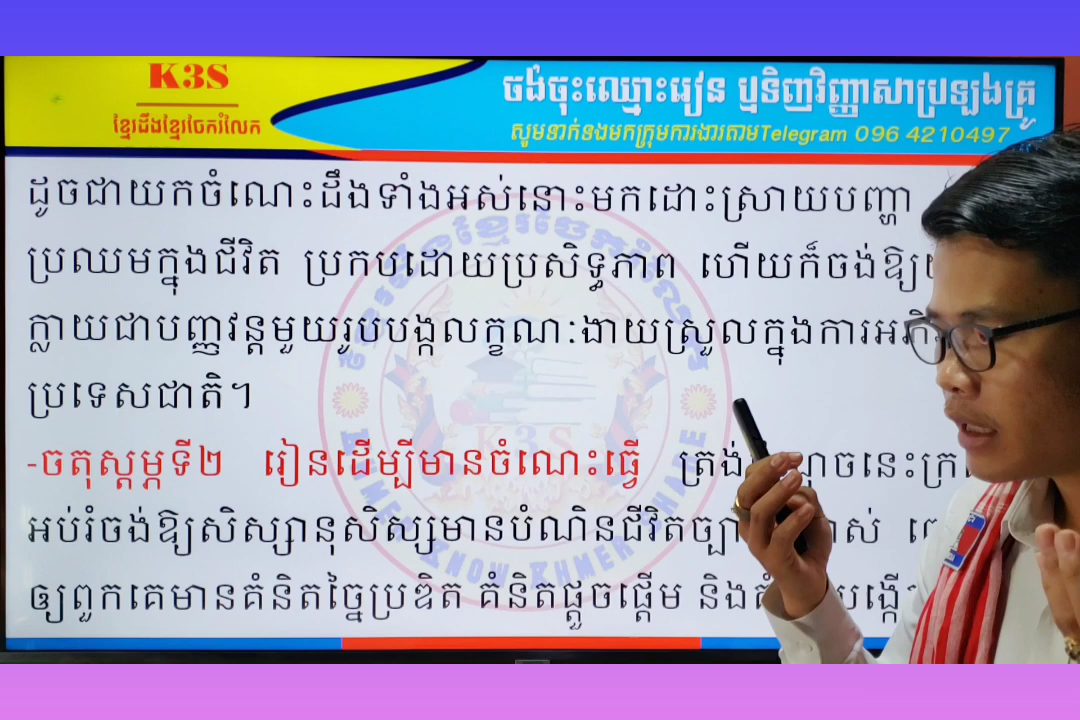 K3S
ខ្មែរដឹងខ្មែរចែករំលែក
ចង់ចុះឈ្មោះរៀន ឬទិញវិញ្ញាសាប្រឡងគ្រូ
សូមទាក់ទងមកក្រុមការងារតាមTelegram 096 4210497
ដូចជាយកចំណេះដឹងទាំងអស់នោះមកដោះស្រាយបញ្ហា
ប្រឈមក្នុងជីវិត ប្រកបដោយប្រសិទ្ធភាព ហើយក៏ចង់ឱ្យ
ក្លាយជាបញ្ញវន្តមួយរូបបង្កលក្ខណៈងាយស្រួលក្នុងការ
ប្រទេសជាតិ។
-ចតុស្តម្ភទី២ រៀនដើម្បីមានចំណេះធ្វើ ត្រង់ ចនេះ
អប់រំចង់ឱ្យសិស្សានុសិស្សមានបំណិនជីវិតច្បា
ឲ្យពួកគេមានគំនិតច្នៃប្រឌិត គំនិតផ្តួចផ្តើម និង
K3S
KHMER KNOW KHMER SHARE